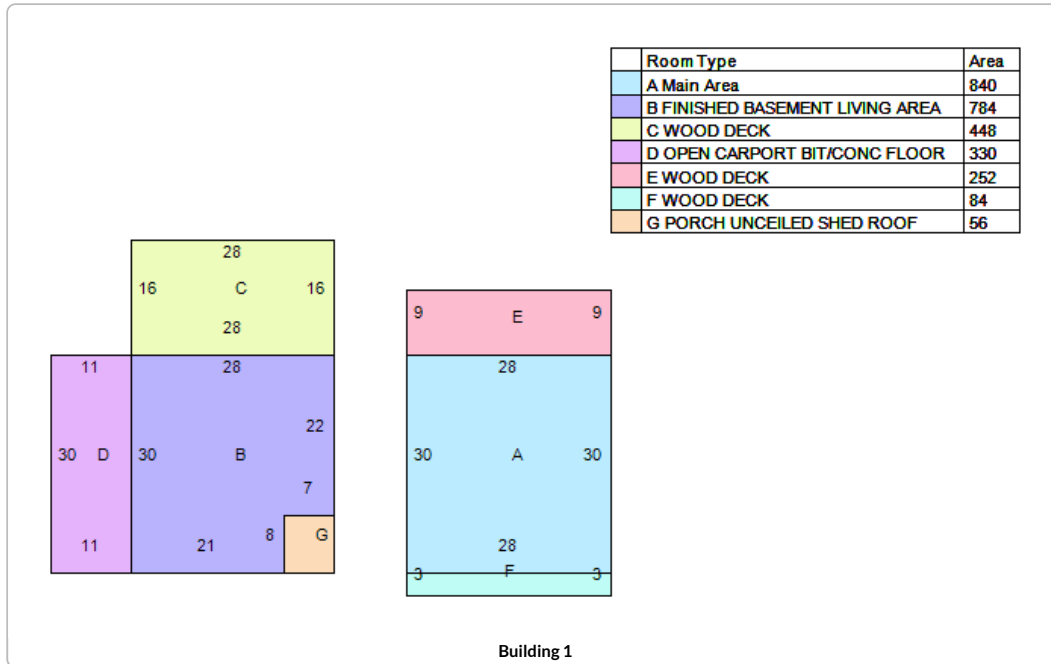 Room Type Area
A Main Area 840
B FINISHED BASEMENT LIVING AREA 784
C WOOD DECK 448
D OPEN CARPORT BIT/CONC FLOOR 330
E WOOD DECK 252
F WOOD DECK 84
G PORCH UNCEILED SHED ROOF 56
28
16 C 16
28
9 E 9
11 28 28
22
30 D 30 B 30 A 30
7
8 G
11 21 28
3 F 3
Building 1